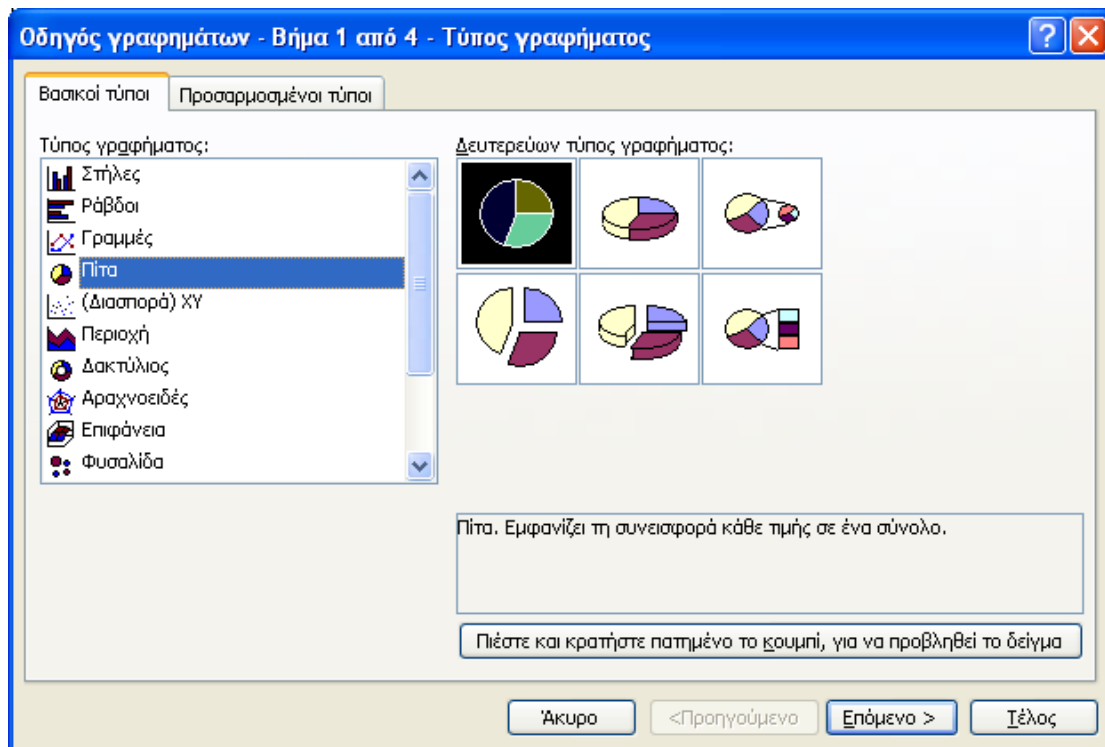 Οδηγός γραφημάτων - Βήμα 1 από 4 - Τύπος γραφήματος
Βασικοί τύποι
Προσαρμοσμένοι τύποι
Τύπος γραφήματος:
Στήλες
Ράβδοι
Γραμμές
Πίτα
(Διασπορά) XY
Περιοχή
Δακτύλιος
Αραχνοειδές
Επιφάνεια
Φυσαλίδα
Δευτερεύων τύπος γραφήματος:
Πίτα. Εμφανίζει τη συνεισφορά κάθε τιμής σε ένα σύνολο.
Πιέστε και κρατήστε πατημένο το κουμπί, για να προβληθεί το δείγμα
Άκυρο
<Προηγούμενο
Επόμενο >
Τέλος